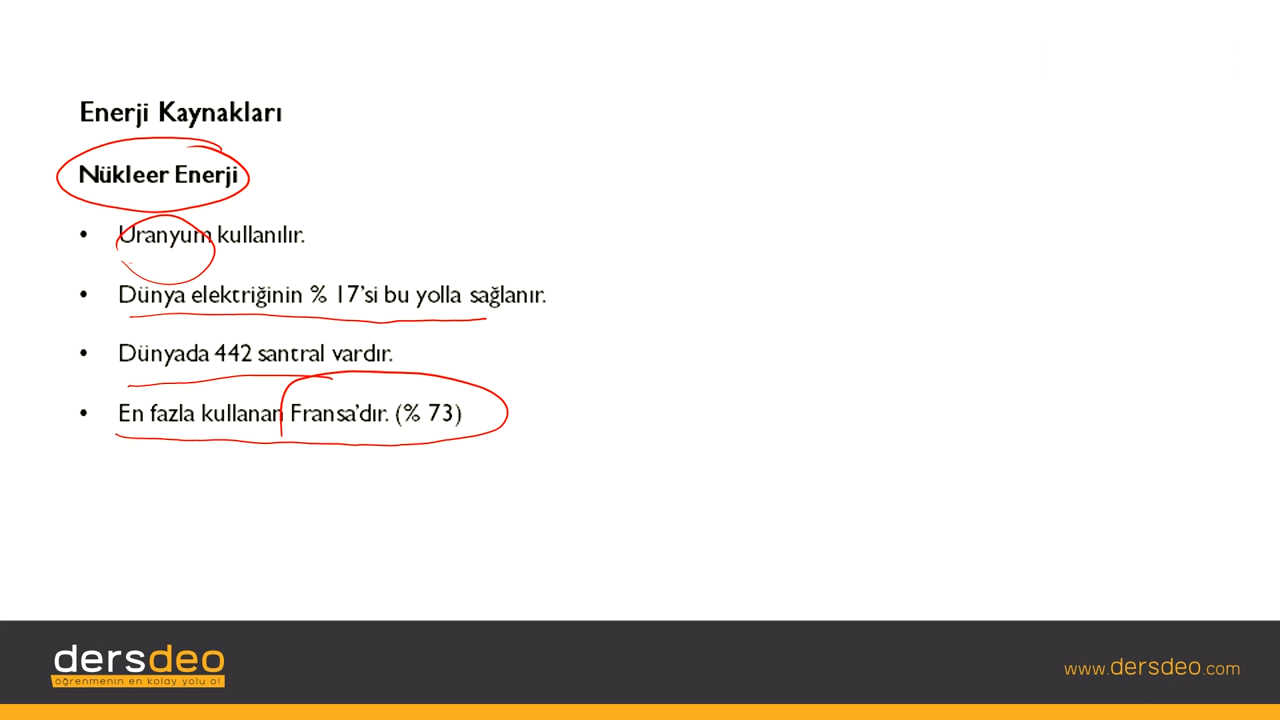 Enerji Kaynakları
Nükleer Enerji
• Uranyum kullanılır.
• Dünya elektriğinin % 17’si bu yolla sağlanır.
• Dünyada 442 santral vardır.
• En fazla kullanan Fransa’dır. (% 73)
dersdeo
öğrenmenin en kolay yolu o!
www.dersdeo.com